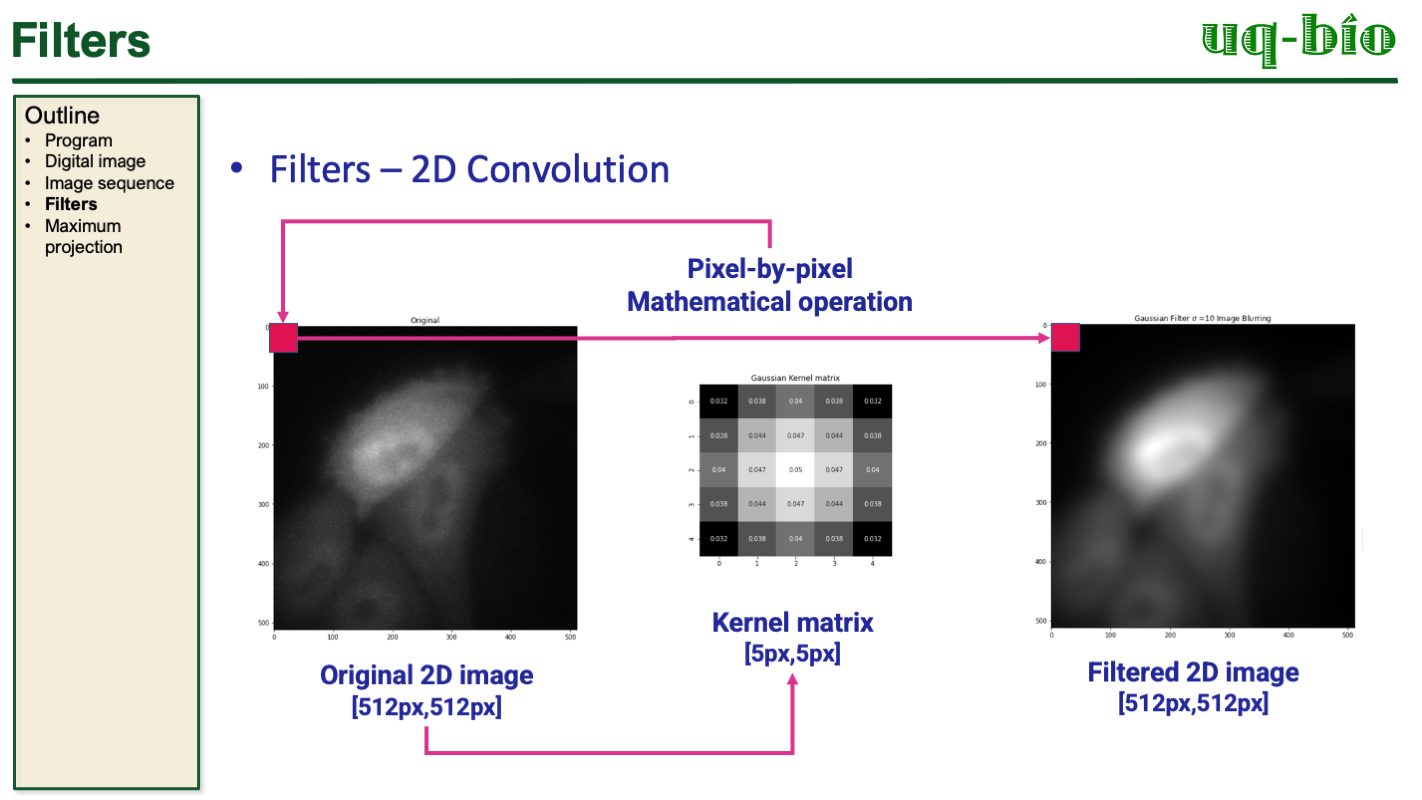 Filters
uq-bio
Outline
• Program
• Digital image
• Image sequence
• Filters
• Maximum
projection
• Filters – 2D Convolution
Pixel-by-pixel
Mathematical operation
Original
0
100
200
300
400
500
0 100 200 300 400 500
Original 2D image
[512px,512px]
Gaussian Kernel matrix
0 0.032 0.038 0.04 0.038 0.032
1 0.038 0.044 0.047 0.044 0.038
2 0.04 0.047 0.05 0.047 0.04
3 0.038 0.044 0.047 0.044 0.038
4 0.032 0.038 0.04 0.038 0.032
0 1 2 3 4
Kernel matrix
[5px,5px]
Gaussian Filter σ =10 Image Blurring
0
100
200
300
400
500
0 100 200 300 400 500
Filtered 2D image
[512px,512px]